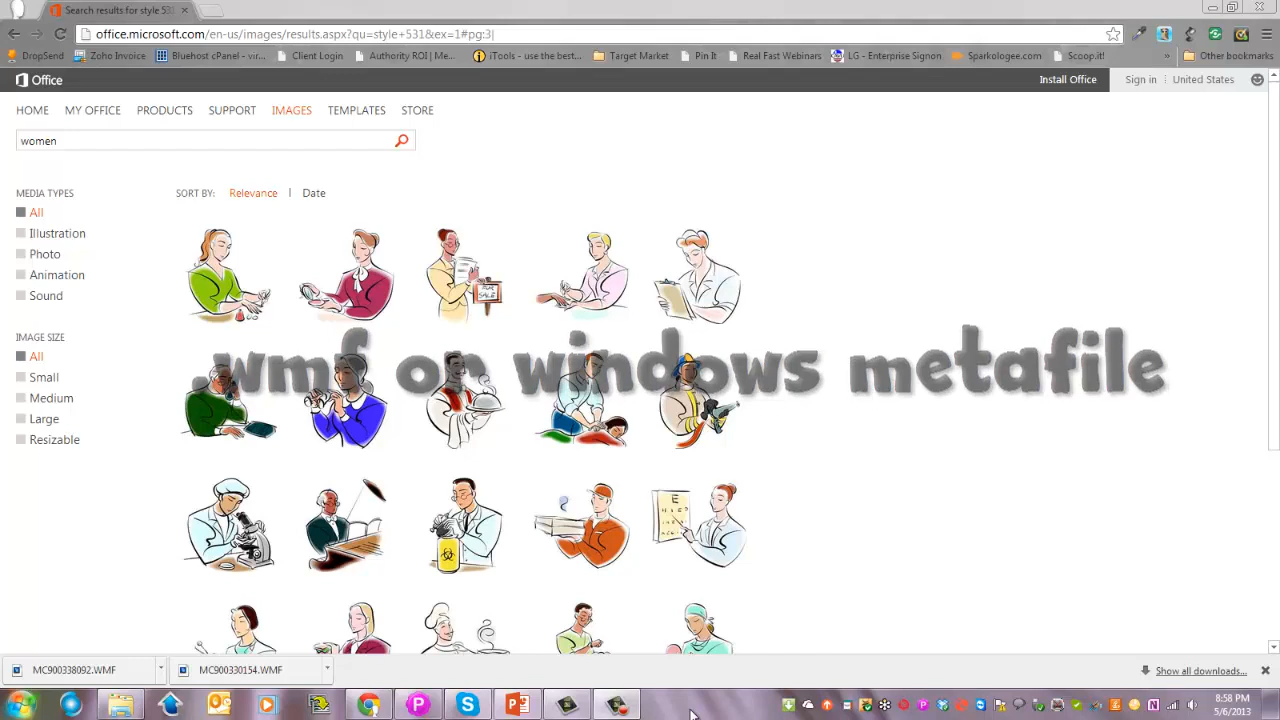 Search results for style 531
office.microsoft.com/en-us/images/results.aspx?qu=style+531&ex=1#pg:3|
DropSend Zoho Invoice Bluehost cPanel - vir... Client Login Authority ROI | Me... iTools - use the best... Target Market Pin It Real Fast Webinars LG - Enterprise Signon Sparkologee.com Scoop.it! » Other bookmarks
Office Install Office Sign in United States
HOME MY OFFICE PRODUCTS SUPPORT IMAGES TEMPLATES STORE
women
MEDIA TYPES
All
Illustration
Photo
Animation
Sound
IMAGE SIZE
All
Small
Medium
Large
Resizable
SORT BY: Relevance | Date
FOR
SALE
.wmf on windows metafile
E
MC900338092.WMF MC900330154.WMF Show all downloads...
8:58 PM
5/6/2013